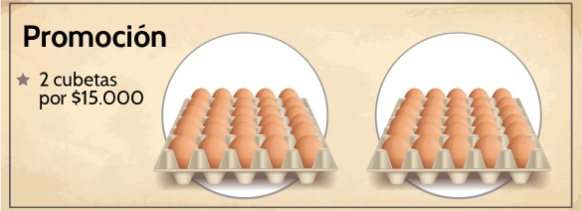 Promoción
2 cubetas
por $15.000